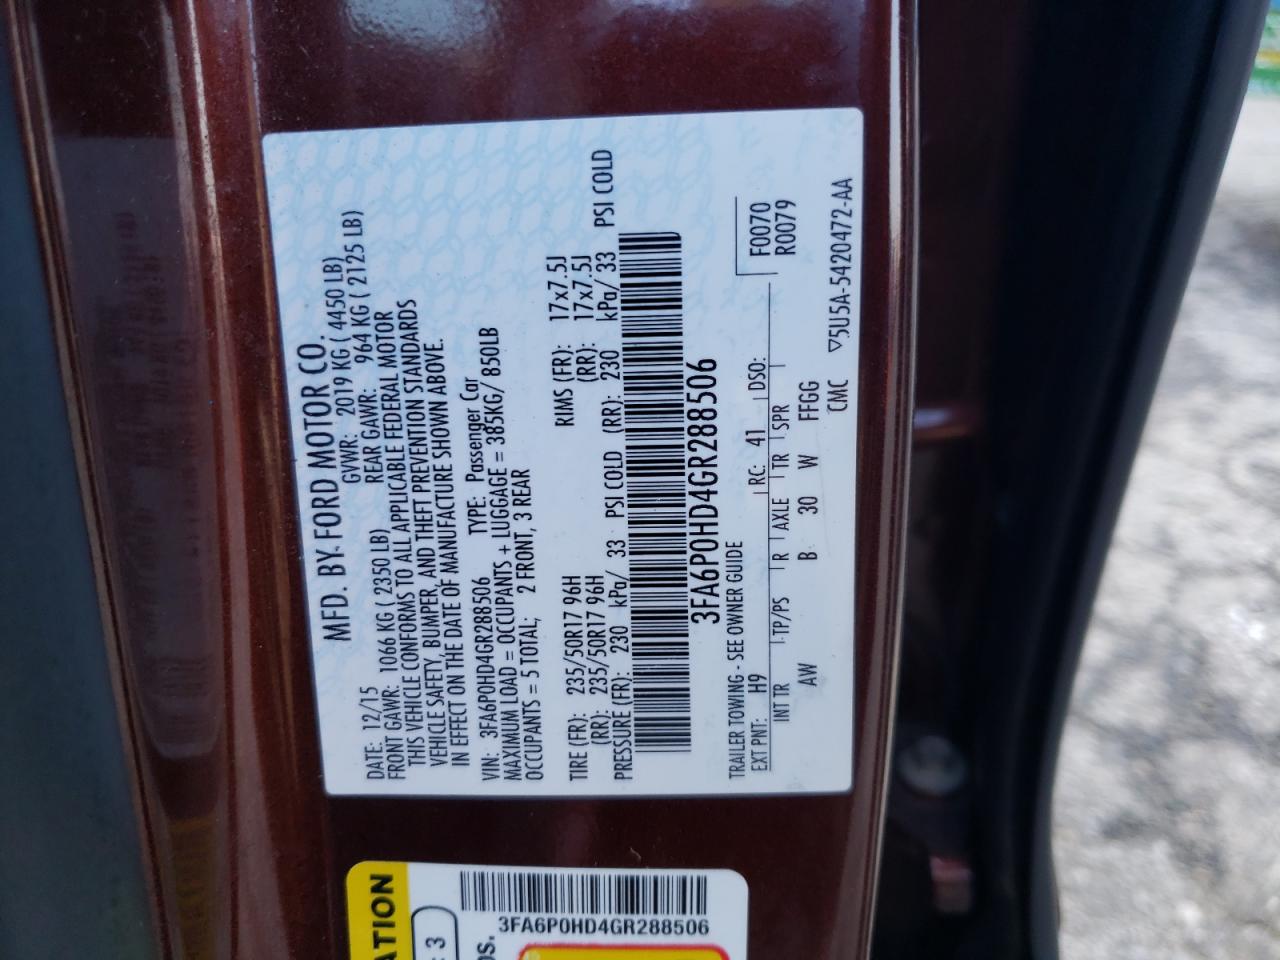 MFD. BY FORD MOTOR CO.
DATE: 12/15 GVWR: 2019 KG ( 4450 LB)
FRONT GAWR: 1066 KG ( 2350 LB) REAR GAWR: 964 KG ( 2125 LB)
THIS VEHICLE CONFORMS TO ALL APPLICABLE FEDERAL MOTOR
VEHICLE SAFETY, BUMPER, AND THEFT PREVENTION STANDARDS
IN EFFECT ON THE DATE OF MANUFACTURE SHOWN ABOVE.
VIN: 3FA6P0HD4GR288506 TYPE: Passenger Car
MAXIMUM LOAD = OCCUPANTS + LUGGAGE = 385KG/ 850LB
OCCUPANTS = 5 TOTAL; 2 FRONT, 3 REAR
TIRE (FR): 235/50R17 96H RIMS (FR): 17x7.5J
(RR): 235/50R17 96H (RR): 17x7.5J
PRESSURE (FR): 230 kPa/ 33 PSI COLD (RR): 230 kPa/ 33 PSI COLD
3FA6P0HD4GR288506
TRAILER TOWING - SEE OWNER GUIDE F0070
EXT PNT: H9 RC: 41 DSO: R0079
INT TR TP/PS R AXLE TR SPR
AW B 30 W FFGG
CMC ▽5U5A-5420472-AA
ATION
3
3FA6P0HD4GR288506